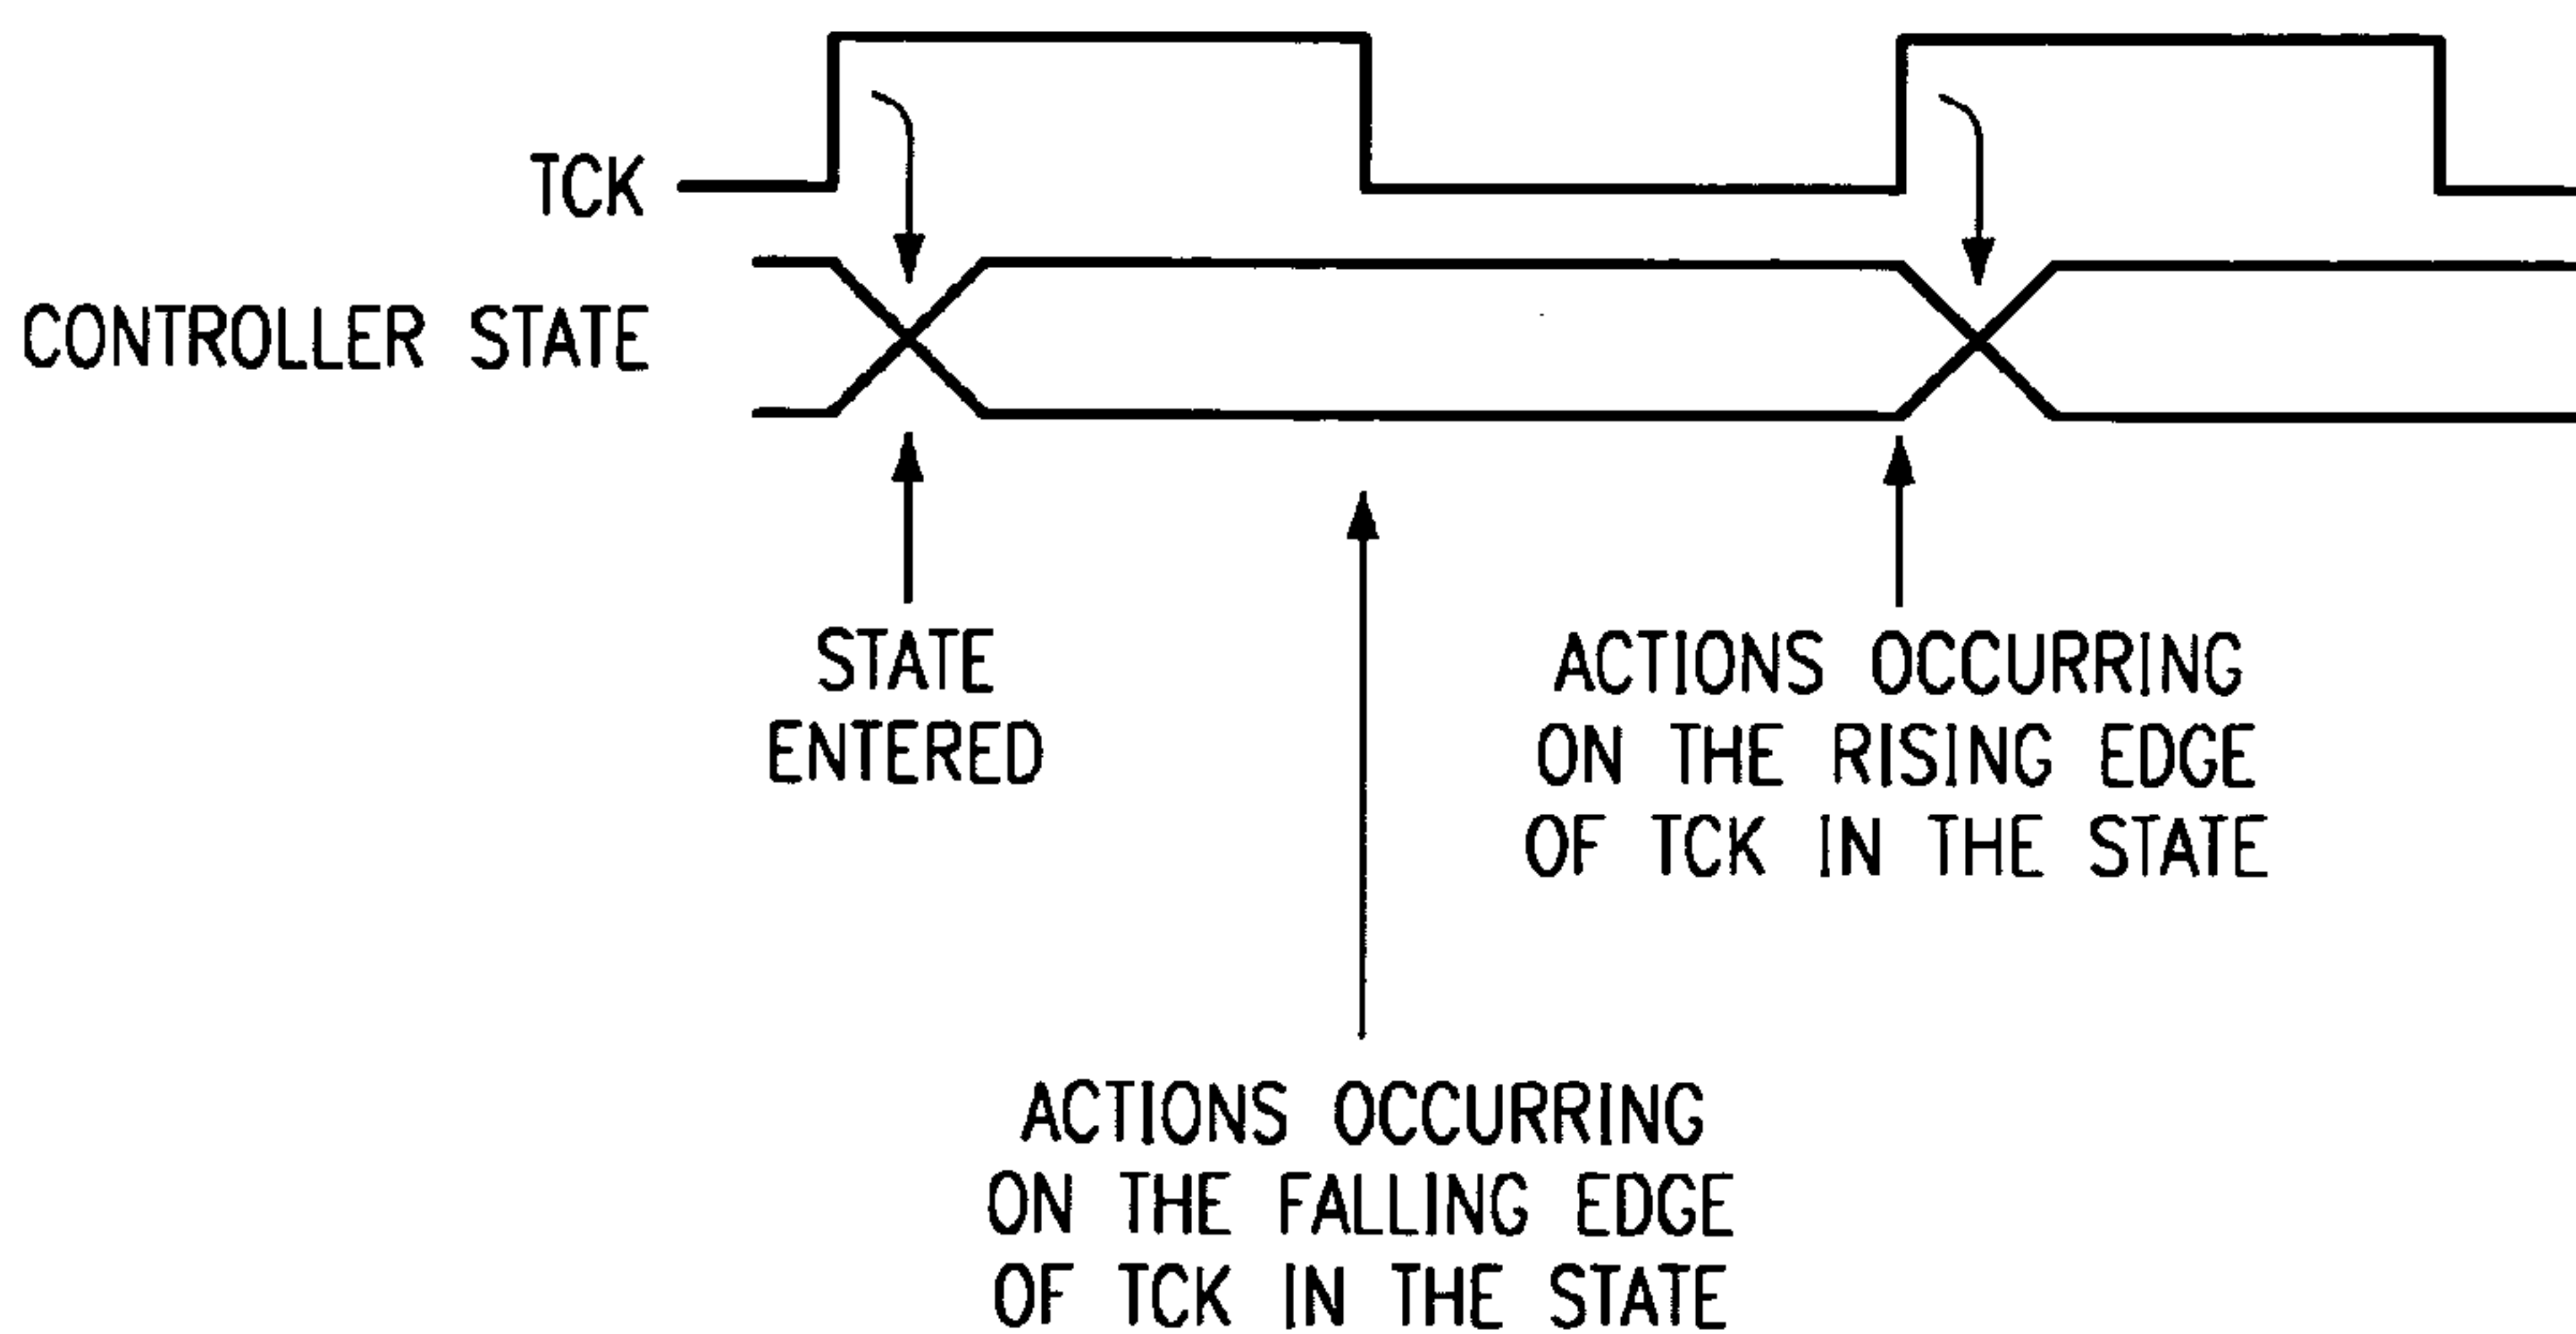 TCK
CONTROLLER STATE
STATE
ENTERED
ACTIONS OCCURRING
ON THE RISING EDGE
OF TCK IN THE STATE
ACTIONS OCCURRING
ON THE FALLING EDGE
OF TCK IN THE STATE